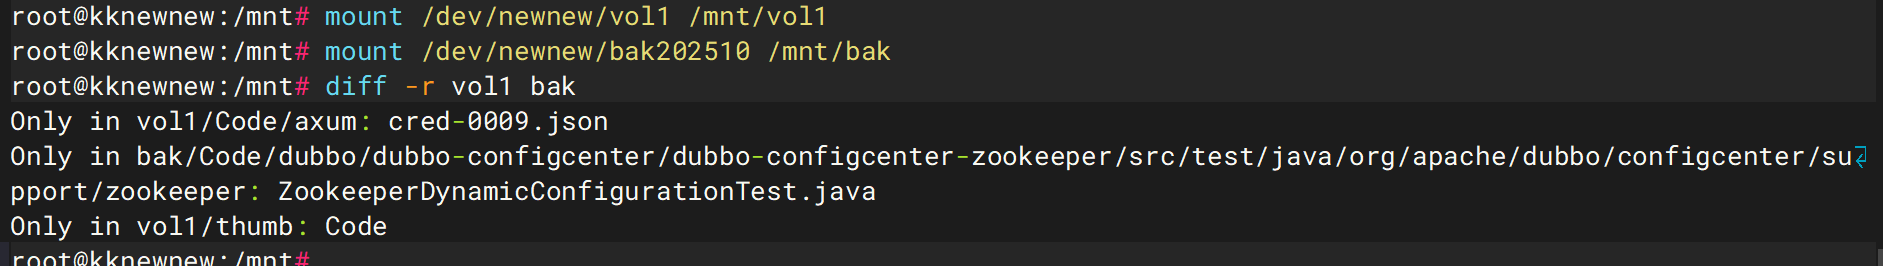 root@kknewnew:/mnt# mount /dev/newnew/vol1 /mnt/vol1
root@kknewnew:/mnt# mount /dev/newnew/bak202510 /mnt/bak
root@kknewnew:/mnt# diff -r vol1 bak
Only in vol1/Code/axum: cred-0009.json
Only in bak/Code/dubbo/dubbo-configcenter/dubbo-configcenter-zookeeper/src/test/java/org/apache/dubbo/configcenter/su
pport/zookeeper: ZookeeperDynamicConfigurationTest.java
Only in vol1/thumb: Code
root@kknewnew:/mnt#